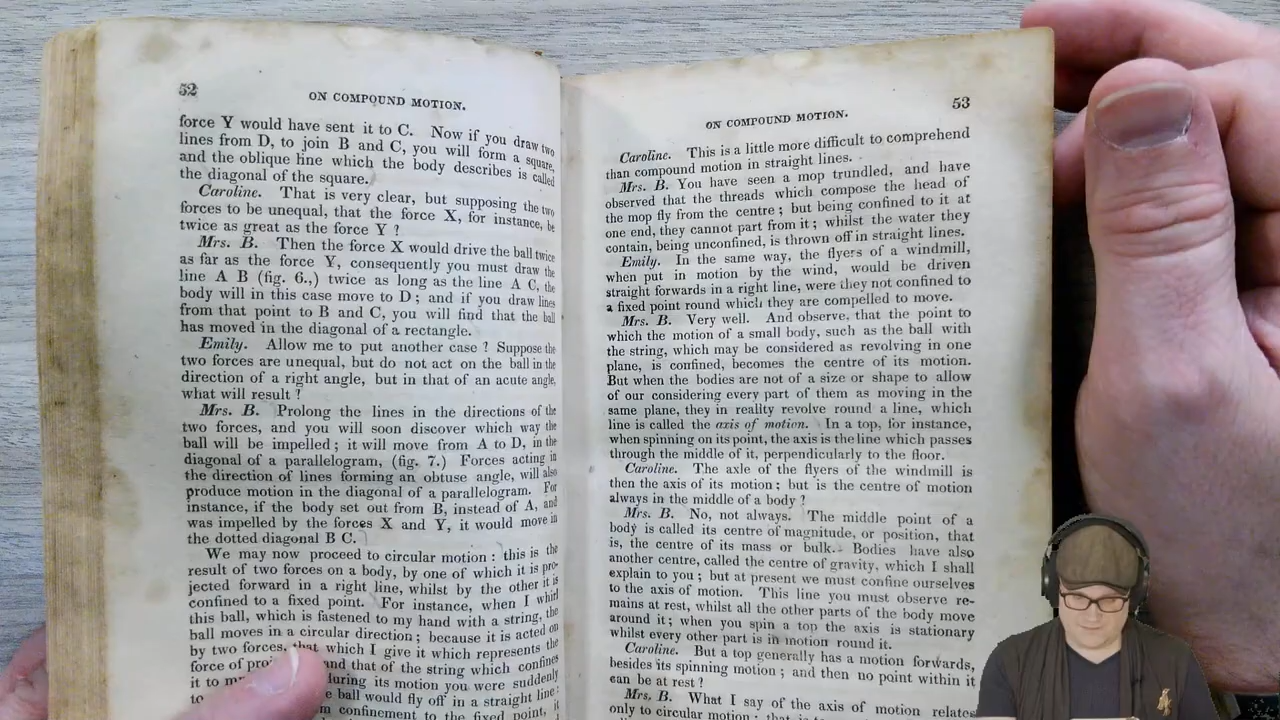 52
ON COMPOUND MOTION.
force Y would have sent it to C. Now if you draw two
lines from D, to join B and C, you will form a square,
and the oblique line which the body describes is called
the diagonal of the square.
Caroline. That is very clear, but supposing the two
forces to be unequal, that the force X, for instance, be
twice as great as the force Y ?
Mrs. B. Then the force X would drive the ball twice
as far as the force Y, consequently you must draw the
line A B (fig. 6.,) twice as long as the line A C, the
body will in this case move to D ; and if you draw lines
from that point to B and C, you will find that the ball
has moved in the diagonal of a rectangle.
Emily. Allow me to put another case ? Suppose the
two forces are unequal, but do not act on the ball in the
direction of a right angle, but in that of an acute angle,
what will result ?
Mrs. B. Prolong the lines in the directions of the
two forces, and you will soon discover which way the
ball will be impelled ; it will move from A to D, in the
diagonal of a parallelogram, (fig. 7.) Forces acting in
the direction of lines forming an obtuse angle, will also
produce motion in the diagonal of a parallelogram. For
instance, if the body set out from B, instead of A, and
was impelled by the forces X and Y, it would move in
the dotted diagonal B C.
We may now proceed to circular motion : this is the
result of two forces on a body, by one of which it is pro-
jected forward in a right line, whilst by the other it is
confined to a fixed point. For instance, when I whirl
this ball, which is fastened to my hand with a string, the
ball moves in a circular direction ; because it is acted on
by two forces, that which I give it which represents the
force of and that of the string which confines
it to during its motion you were suddenly
to ball would fly off in a straight line :
confinement to the fixed point, it
53
ON COMPOUND MOTION.
Caroline. This is a little more difficult to comprehend
than compound motion in straight lines.
Mrs. B. You have seen a mop trundled, and have
observed that the threads which compose the head of
the mop fly from the centre ; but being confined to it at
one end, they cannot part from it ; whilst the water they
contain, being unconfined, is thrown off in straight lines.
Emily. In the same way, the flyers of a windmill,
when put in motion by the wind, would be driven
straight forwards in a right line, were they not confined to
a fixed point round which they are compelled to move.
Mrs. B. Very well. And observe, that the point to
which the motion of a small body, such as the ball with
the string, which may be considered as revolving in one
plane, is confined, becomes the centre of its motion.
But when the bodies are not of a size or shape to allow
of our considering every part of them as moving in the
same plane, they in reality revolve round a line, which
line is called the axis of motion. In a top, for instance,
when spinning on its point, the axis is the line which passes
through the middle of it, perpendicularly to the floor.
Caroline. The axle of the flyers of the windmill is
then the axis of its motion ; but is the centre of motion
always in the middle of a body ?
Mrs. B. No, not always. The middle point of a
body is called its centre of magnitude, or position, that
is, the centre of its mass or bulk. Bodies have also
another centre, called the centre of gravity, which I shall
explain to you ; but at present we must confine ourselves
to the axis of motion. This line you must observe re-
mains at rest, whilst all the other parts of the body move
around it ; when you spin a top the axis is stationary
whilst every other part is in motion round it.
Caroline. But a top generally has a motion forwards,
besides its spinning motion ; and then no point within it
can be at rest ?
Mrs. B. What I say of the axis of motion relates
only to circular motion ; that is